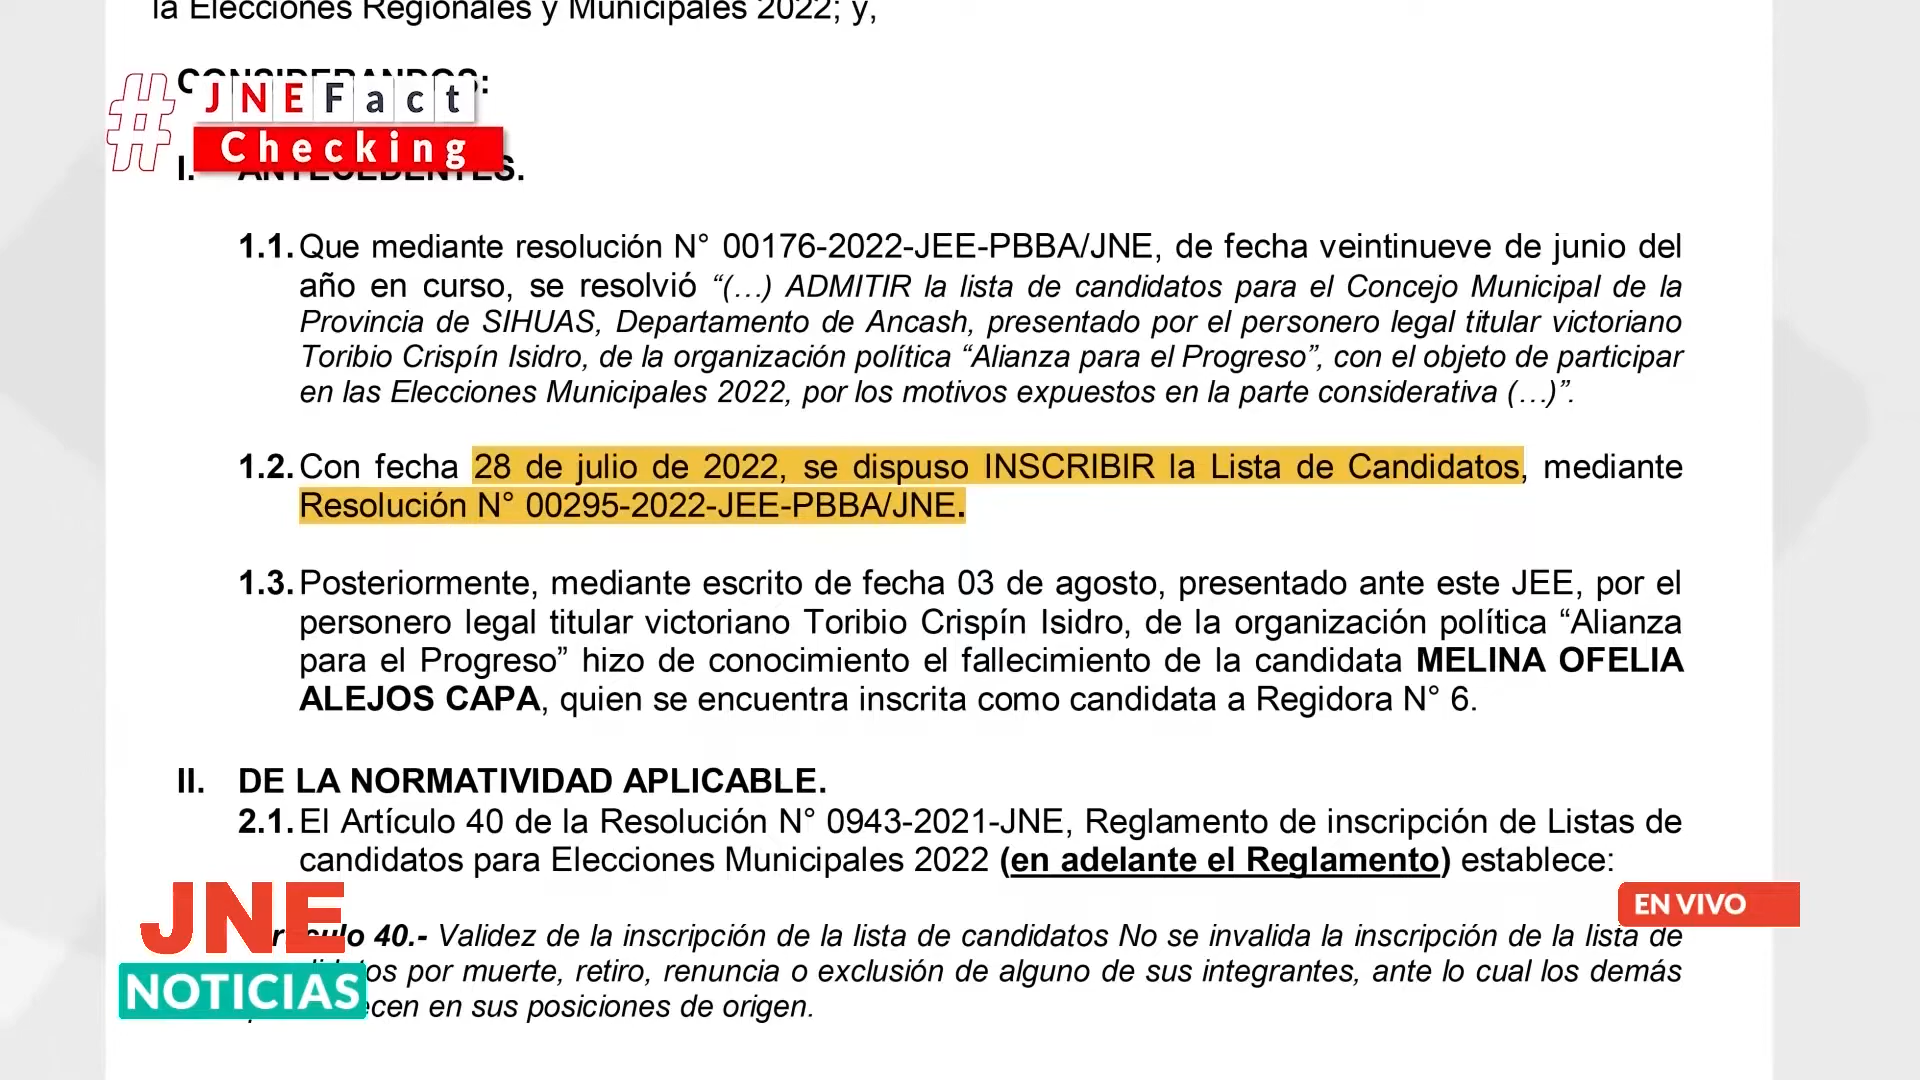 la Elecciones Regionales y Municipales 2022; y,
CONSIDERANDOS:
#JNEFact
Checking
I. ANTECEDENTES.
1.1. Que mediante resolución N° 00176-2022-JEE-PBBA/JNE, de fecha veintinueve de junio del
año en curso, se resolvió “(…) ADMITIR la lista de candidatos para el Concejo Municipal de la
Provincia de SIHUAS, Departamento de Ancash, presentado por el personero legal titular victoriano
Toribio Crispín Isidro, de la organización política “Alianza para el Progreso”, con el objeto de participar
en las Elecciones Municipales 2022, por los motivos expuestos en la parte considerativa (…)”.
1.2. Con fecha 28 de julio de 2022, se dispuso INSCRIBIR la Lista de Candidatos, mediante
Resolución N° 00295-2022-JEE-PBBA/JNE.
1.3. Posteriormente, mediante escrito de fecha 03 de agosto, presentado ante este JEE, por el
personero legal titular victoriano Toribio Crispín Isidro, de la organización política “Alianza
para el Progreso” hizo de conocimiento el fallecimiento de la candidata MELINA OFELIA
ALEJOS CAPA, quien se encuentra inscrita como candidata a Regidora N° 6.
II. DE LA NORMATIVIDAD APLICABLE.
2.1. El Artículo 40 de la Resolución N° 0943-2021-JNE, Reglamento de inscripción de Listas de
candidatos para Elecciones Municipales 2022 (en adelante el Reglamento) establece:
40.- Validez de la inscripción de la lista de candidatos No se invalida la inscripción de la lista de
por muerte, retiro, renuncia o exclusión de alguno de sus integrantes, ante lo cual los demás
en sus posiciones de origen.
JNE
NOTICIAS
EN VIVO